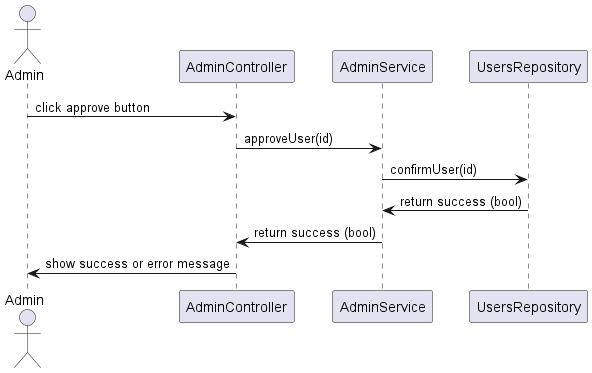 Admin
AdminController
AdminService
UsersRepository
click approve button
approveUser(id)
confirmUser(id)
return success (bool)
return success (bool)
show success or error message
Admin
AdminController
AdminService
UsersRepository